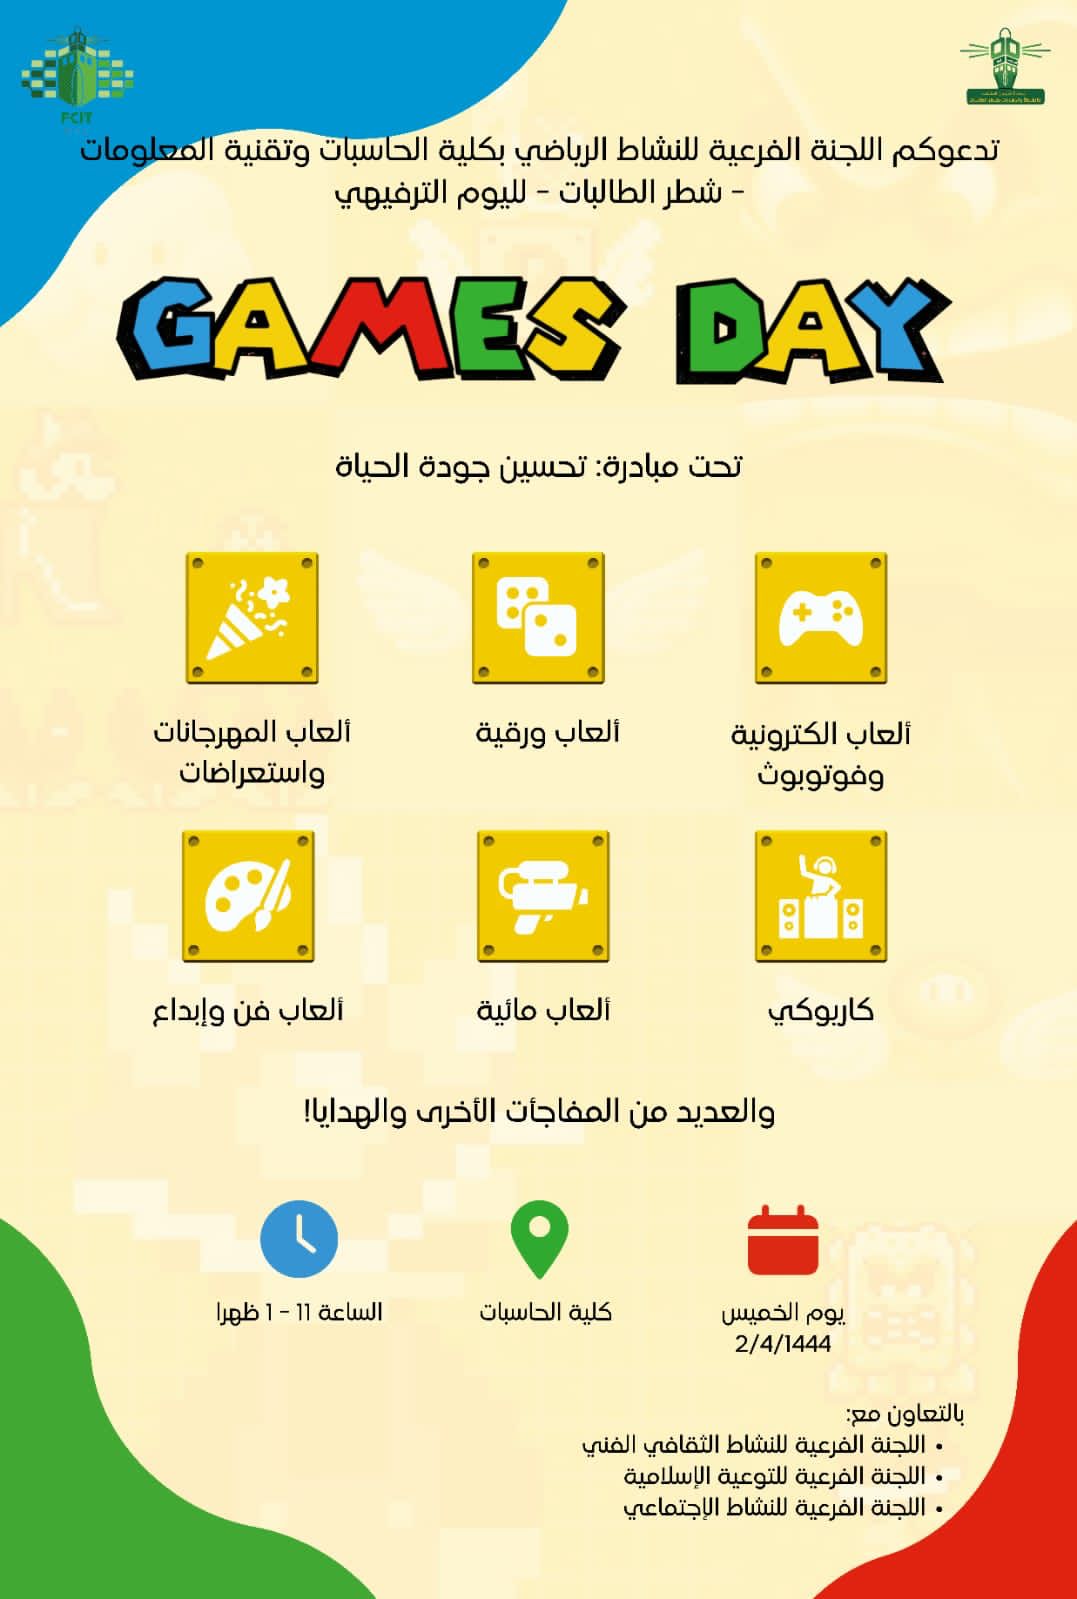 FCIT
تدعوكم اللجنة الفرعية للنشاط الرياضي بكلية الحاسبات وتقنية المعلومات
- شطر الطالبات - لليوم الترفيهي
GAMES DAY
تحت مبادرة: تحسين جودة الحياة
ألعاب الكترونية
وفوتوبوث
ألعاب ورقية
ألعاب المهرجانات
واستعراضات
كاريوكي
ألعاب مائية
ألعاب فن وإبداع
والعديد من المفاجأت الأخرى والهدايا!
يوم الخميس
2/4/1444
كلية الحاسبات
الساعة 11 - 1 ظهرا
بالتعاون مع:
• اللجنة الفرعية للنشاط الثقافي الفني
• اللجنة الفرعية للتوعية الإسلامية
• اللجنة الفرعية للنشاط الإجتماعي